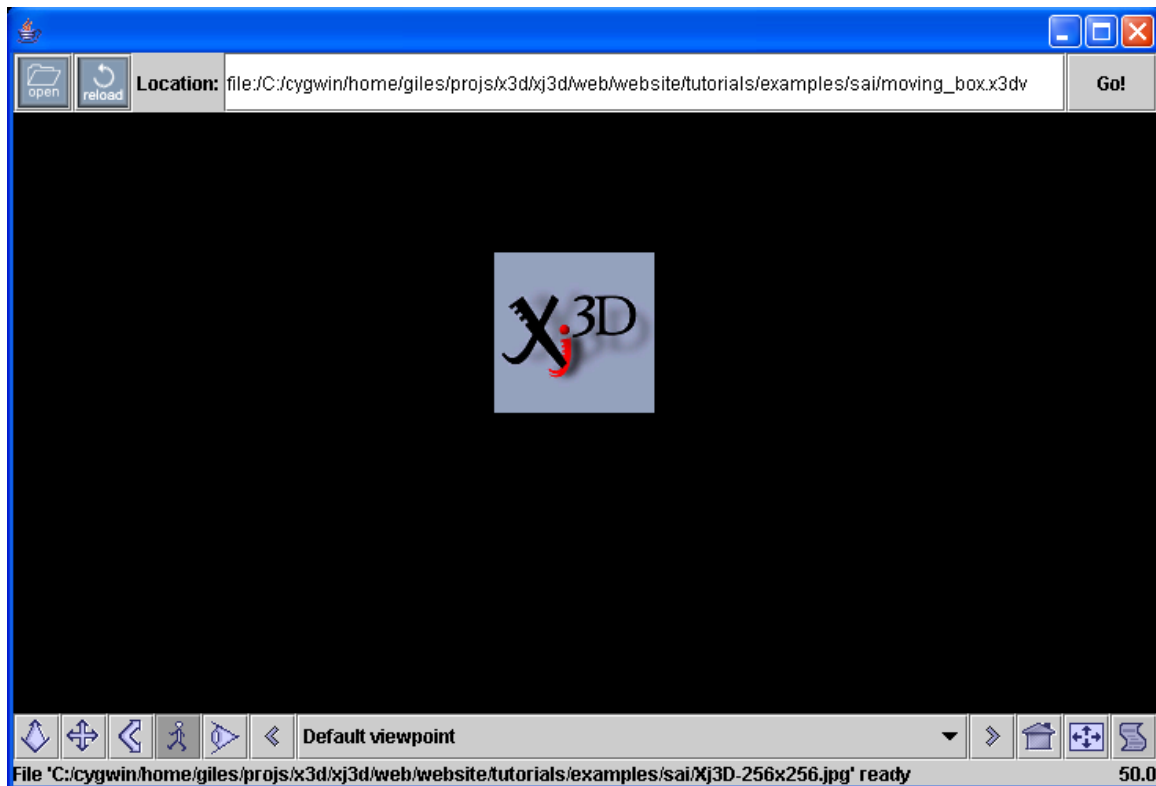 open
reload
Location:
file:/C:/cygwin/home/giles/projs/x3d/xj3d/web/website/tutorials/examples/sai/moving_box.x3dv
Go!
Xj3D
Default viewpoint
File 'C:/cygwin/home/giles/projs/x3d/xj3d/web/website/tutorials/examples/sai/Xj3D-256x256.jpg' ready
50.0